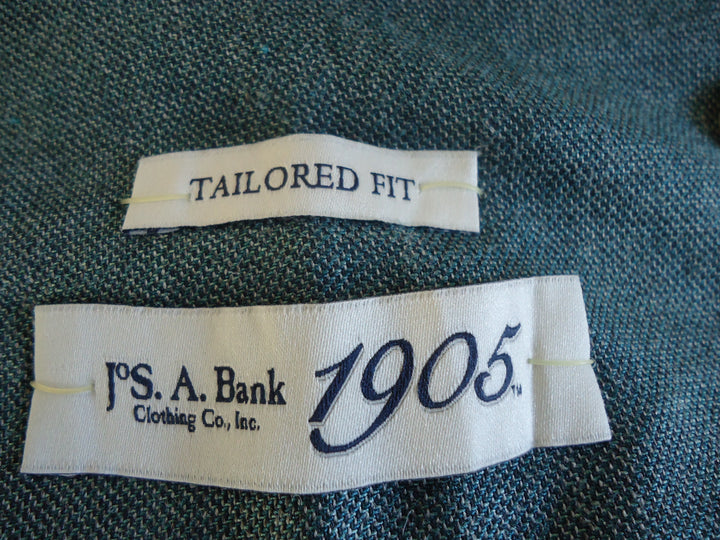 TAILORED FIT
JoS. A. Bank 1905™
Clothing Co., Inc.